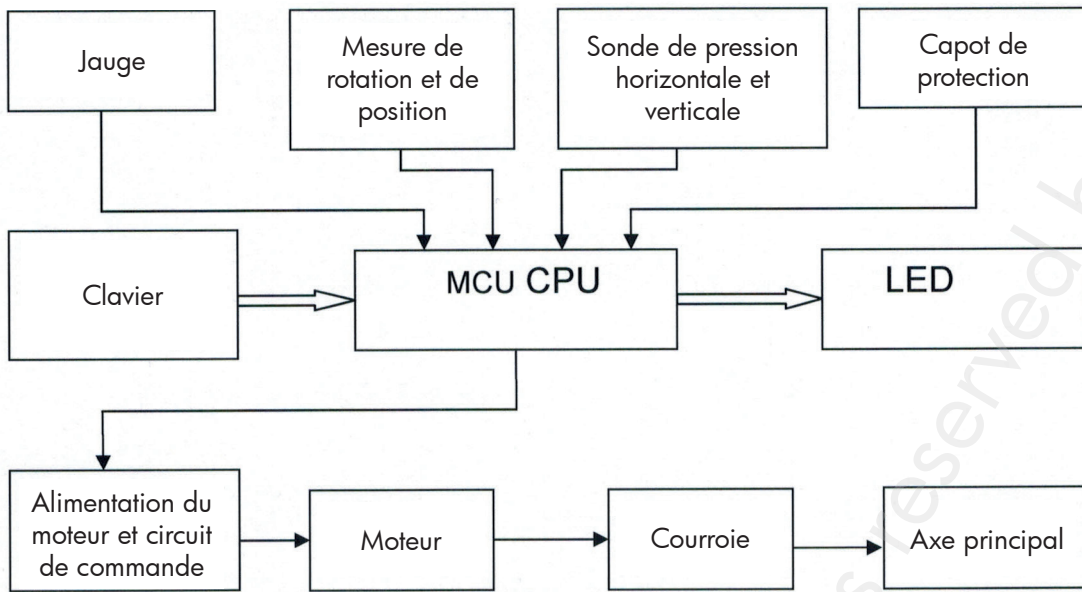 Jauge
Mesure de
rotation et de
position
Sonde de pression
horizontale et
verticale
Capot de
protection
Clavier
MCU CPU
LED
Alimentation du
moteur et circuit
de commande
Moteur
Courroie
Axe principal
reserved